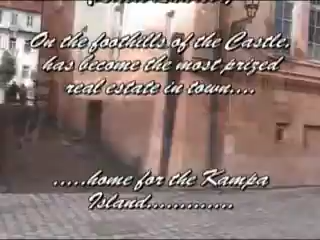 On the foothills of the Castle,
has become the most prized
real estate in town....
.....home for the Kampa
Island.............